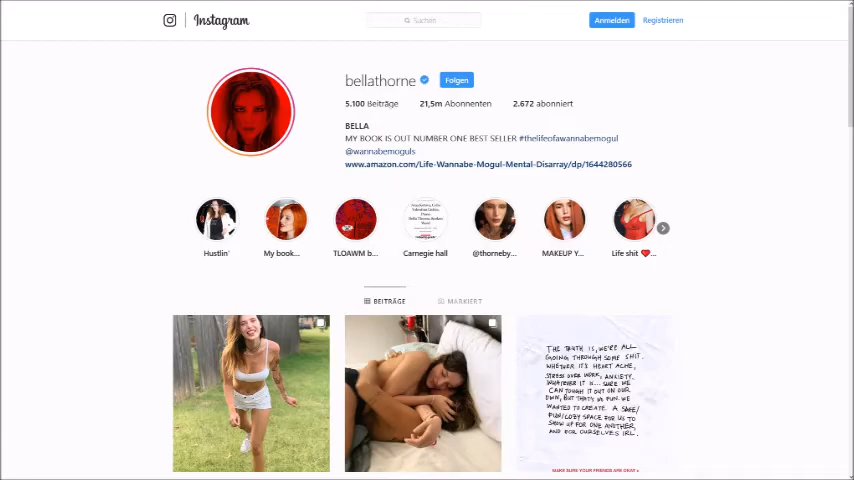 Instagram
Suchen
Anmelden
Registrieren
bellathorne
Folgen
5.100 Beiträge
21,5m Abonnenten
2.672 abonniert
BELLA
MY BOOK IS OUT NUMBER ONE BEST SELLER #thelifeofawannabemogul
@wannabemoguls
www.amazon.com/Life-Wannabe-Mogul-Mental-Disarray/dp/1644280566
Hustlin'
My book...
TLOAWM b...
Carnegie hall
@thorneby...
MAKEUP Y...
Life shit ❤️...
BEITRÄGE
MARKIERT
THE TRUTH IS, WE'RE ALL
GOING THROUGH SOME SHIT.
WHETHER IT'S HEART ACHE,
STRESS OVER WORK, ANXIETY.
WHATEVER IT IS... SURE WE
CAN TOUGH IT OUT ON OUR
OWN, BUT THAT'S NO FUN. WE
WANTED TO CREATE A SAFE/
FUN/COZY SPACE FOR US TO
SHOW UP FOR ONE ANOTHER,
AND FOR OURSELVES IRL.
MAKE SURE YOUR FRIENDS ARE OKAY